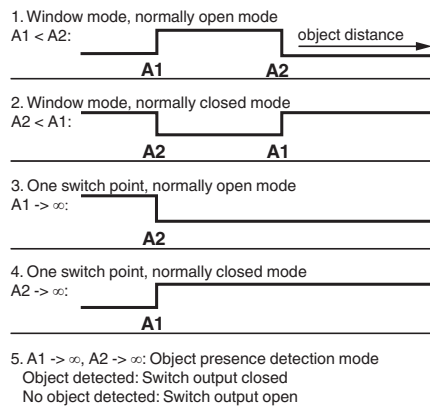 1. Window mode, normally open mode
A1 < A2:
object distance
A1 A2
2. Window mode, normally closed mode
A2 < A1:
A2 A1
3. One switch point, normally open mode
A1 -> ∞:
A2
4. One switch point, normally closed mode
A2 -> ∞:
A1
5. A1 -> ∞, A2 -> ∞: Object presence detection mode
Object detected: Switch output closed
No object detected: Switch output open